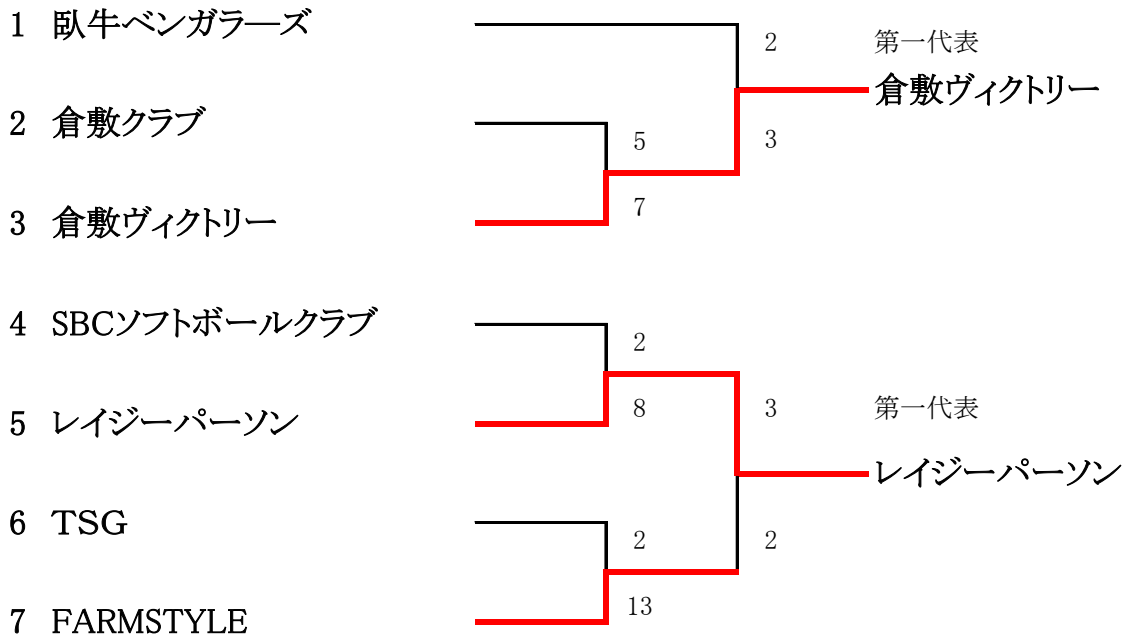 1 臥牛ベンガラ―ズ
2
第一代表
倉敷ヴィクトリー
2 倉敷クラブ
5
3
3 倉敷ヴィクトリー
7
4 SBCソフトボールクラブ
2
5 レイジーパーソン
8
3
第一代表
レイジーパーソン
6 TSG
2
2
7 FARMSTYLE
13